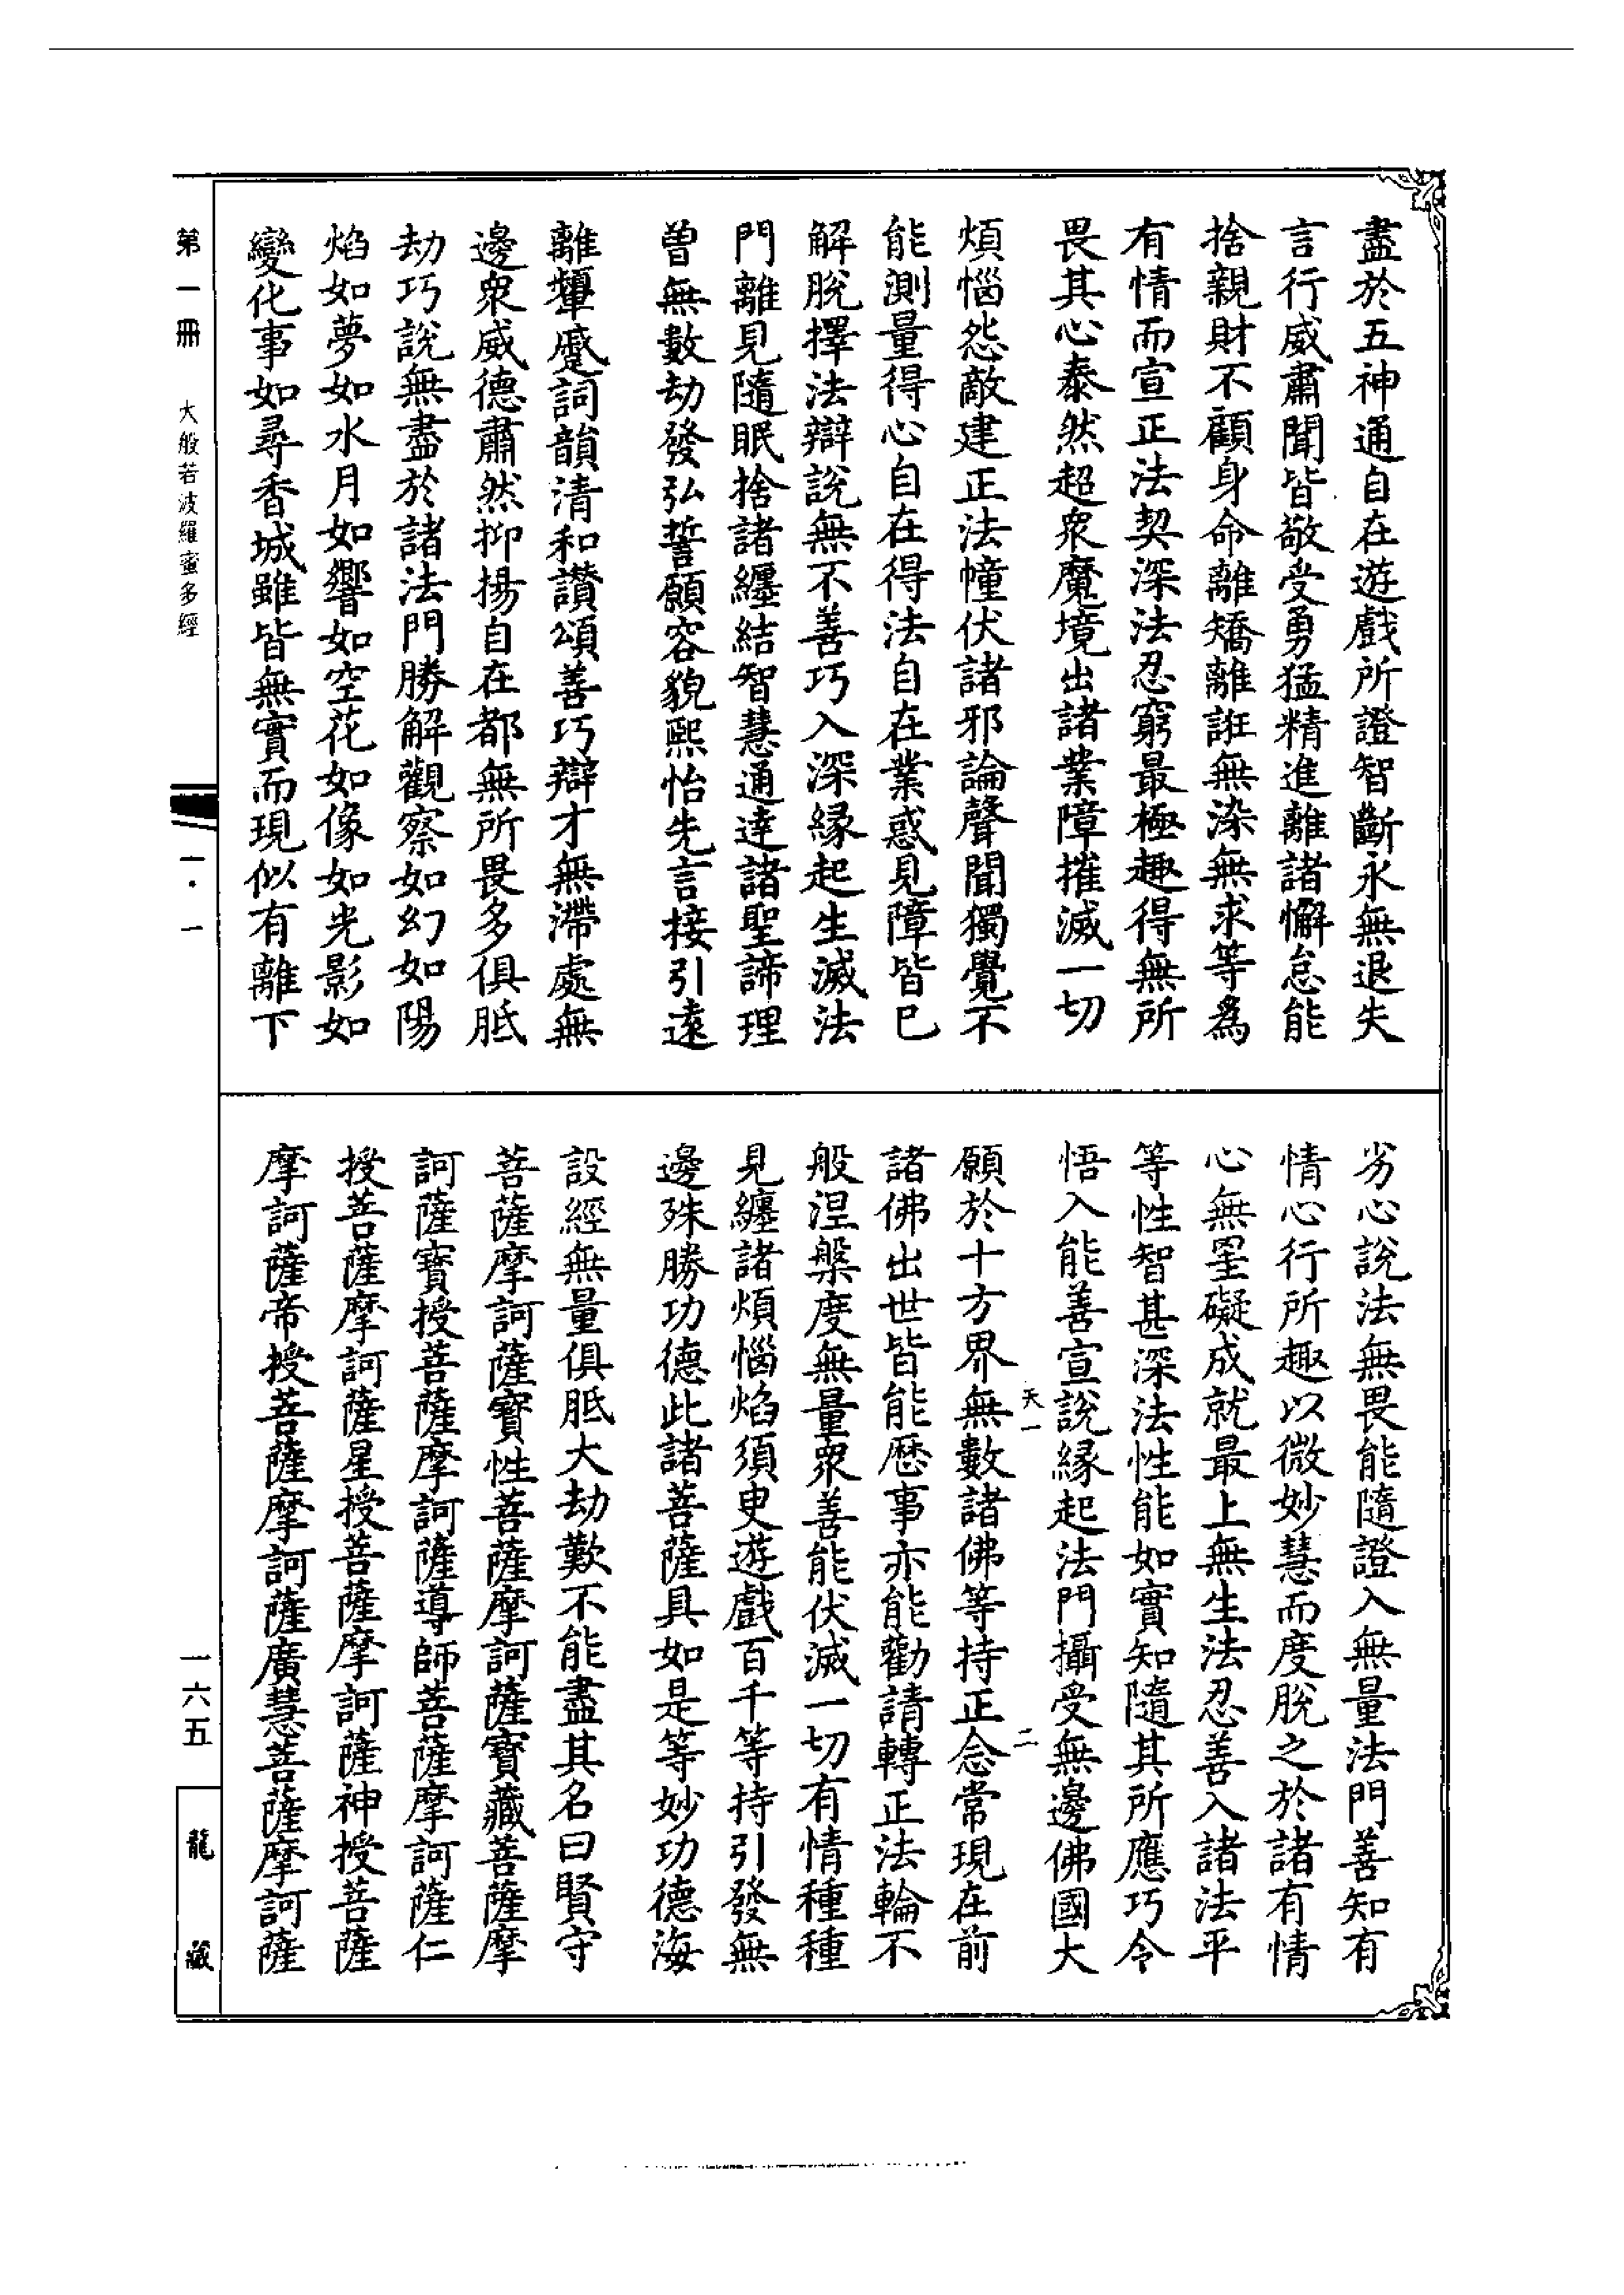 盡於五神通自在遊戲所證智斷永無退失
言行威肅聞皆敬受勇猛精進離諸懈怠能
捨親財不顧身命離矯離誑無染無求等為
有情而宣正法契深法忍窮最極趣得無所
畏其心泰然超衆魔境出諸業障摧滅一切
煩惱怨敵建正法幢伏諸邪論聲聞獨覺不
能測量得心自在得法自在業惑見障皆已
解脫擇法辯說無不善巧入深緣起生滅法
門離見隨眠捨諸纏結智慧通達諸聖諦理
曾無數劫發弘誓願容貌熙怡先言接引遠
離顰蹙詞韻清和讚頌善巧辯才無滯處無
邊衆威德肅然抑揚自在都無所畏多俱胝
劫巧說無盡於諸法門勝解觀察如幻如陽
焰如夢如水月如響如空花如像如光影如
變化事如尋香城雖皆無實而現似有離下
劣心說法無畏能隨證入無量法門善知有
情心行所趣以微妙慧而度脫之於諸有情
心無罣礙成就最上無生法忍善入諸法平
等性智甚深法性能如實知隨其所應巧令
悟入能善宣說緣起法門攝受無邊佛國大
天一　二
願於十方界無數諸佛等持正念常現在前
諸佛出世皆能歷事亦能勸請轉正法輪不
般涅槃度無量衆善能伏滅一切有情種種
見纏諸煩惱焰須臾遊戲百千等持引發無
邊殊勝功德此諸菩薩具如是等妙功德海
設經無量俱胝大劫歎不能盡其名曰賢守
菩薩摩訶薩寶性菩薩摩訶薩寶藏菩薩摩
訶薩寶授菩薩摩訶薩導師菩薩摩訶薩仁
授菩薩摩訶薩星授菩薩摩訶薩神授菩薩
摩訶薩帝授菩薩摩訶薩廣慧菩薩摩訶薩
第一冊　大般若波羅蜜多經　一・一
一六五
龍藏